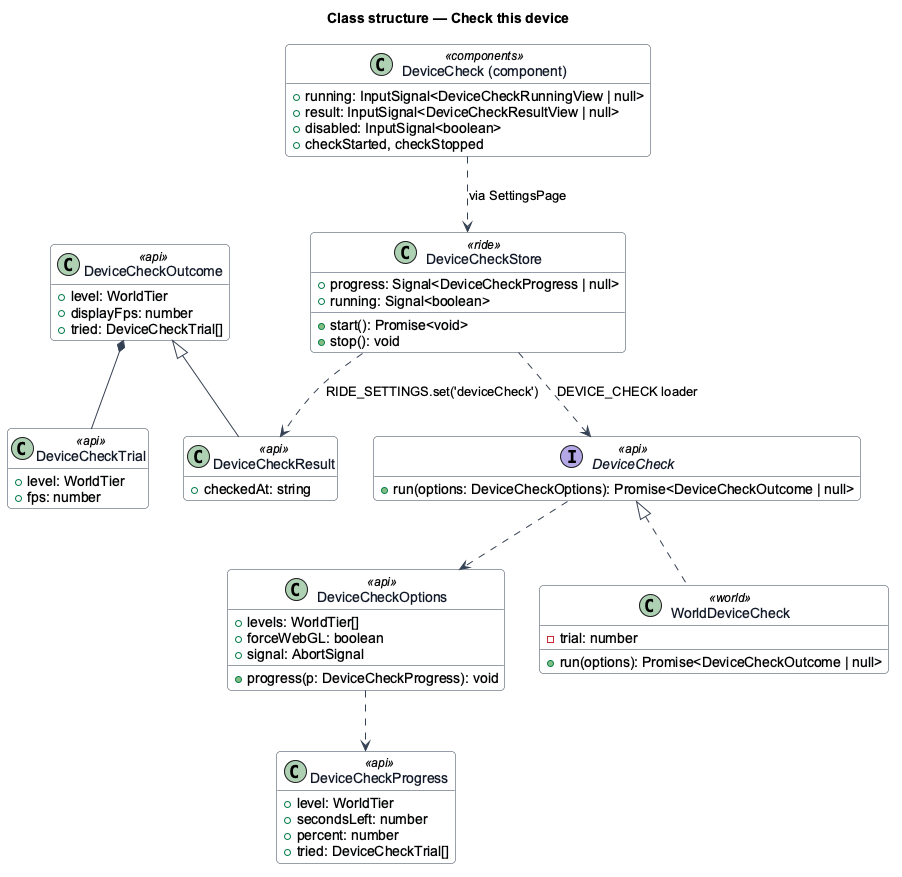 Class structure — Check this device
«components»
C DeviceCheck (component)
running: InputSignal<DeviceCheckRunningView | null>
result: InputSignal<DeviceCheckResultView | null>
disabled: InputSignal<boolean>
checkStarted, checkStopped
via SettingsPage
«ride»
C DeviceCheckStore
progress: Signal<DeviceCheckProgress | null>
running: Signal<boolean>
start(): Promise<void>
stop(): void
«api»
C DeviceCheckOutcome
level: WorldTier
displayFps: number
tried: DeviceCheckTrial[]
RIDE_SETTINGS.set('deviceCheck')
DEVICE_CHECK loader
«api»
C DeviceCheckTrial
level: WorldTier
fps: number
«api»
C DeviceCheckResult
checkedAt: string
«api»
I DeviceCheck
run(options: DeviceCheckOptions): Promise<DeviceCheckOutcome | null>
«api»
C DeviceCheckOptions
levels: WorldTier[]
forceWebGL: boolean
signal: AbortSignal
progress(p: DeviceCheckProgress): void
«world»
C WorldDeviceCheck
trial: number
run(options): Promise<DeviceCheckOutcome | null>
«api»
C DeviceCheckProgress
level: WorldTier
secondsLeft: number
percent: number
tried: DeviceCheckTrial[]